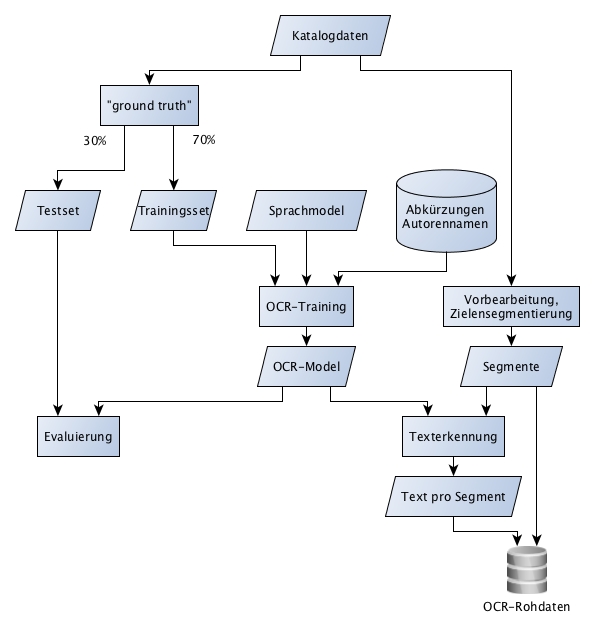 Katalogdaten
"ground truth"
30%
70%
Testset
Trainingsset
Sprachmodel
Abkürzungen
Autorennamen
OCR-Training
Vorbearbeitung,
Zielensegmentierung
OCR-Model
Segmente
Evaluierung
Texterkennung
Text pro Segment
OCR-Rohdaten